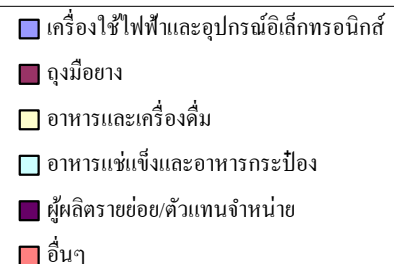 เครื่องใช้ไฟฟ้าและอุปกรณ์อิเล็กทรอนิกส์
ถุงมือยาง
อาหารและเครื่องดื่ม
อาหารแช่แข็งและอาหารกระป๋อง
ผู้ผลิตรายย่อย/ตัวแทนจำหน่าย
อื่นๆ